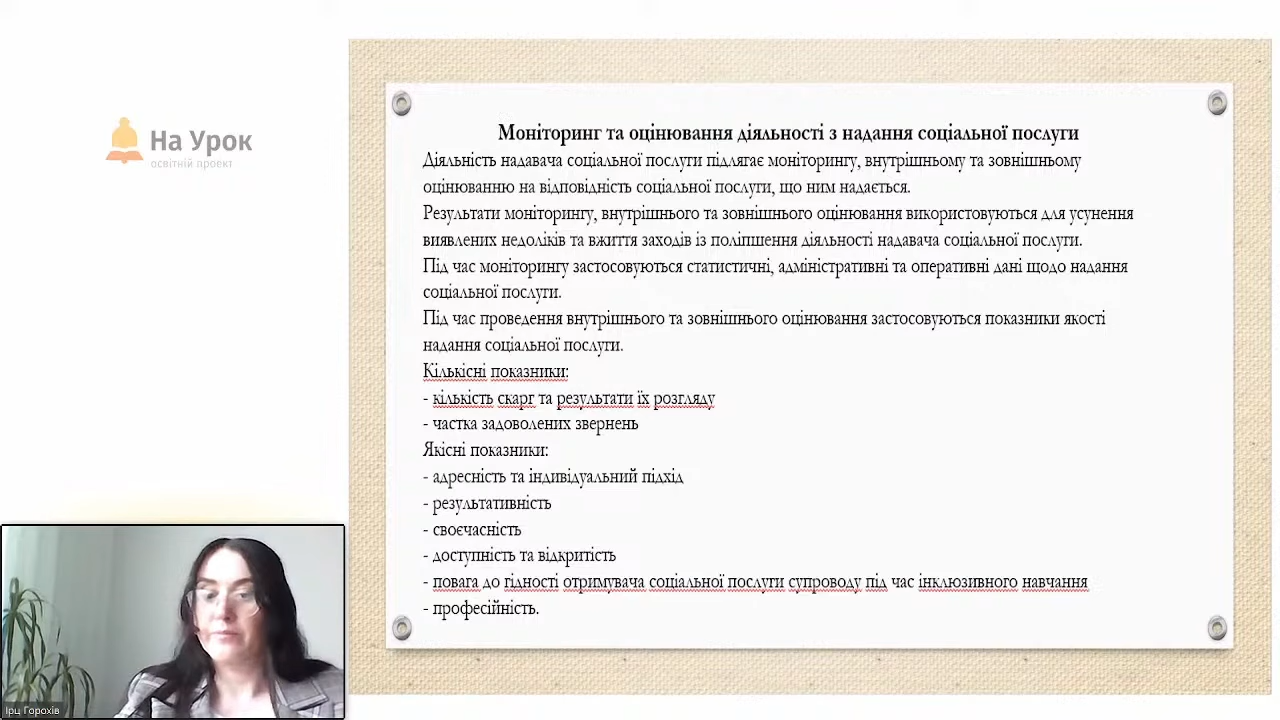 На Урок
освітній проект
Моніторинг та оцінювання діяльності з надання соціальної послуги
Діяльність надавача соціальної послуги підлягає моніторингу, внутрішньому та зовнішньому
оцінюванню на відповідність соціальної послуги, що ним надається.
Результати моніторингу, внутрішнього та зовнішнього оцінювання використовуються для усунення
виявлених недоліків та вжиття заходів із поліпшення діяльності надавача соціальної послуги.
Під час моніторингу застосовуються статистичні, адміністративні та оперативні дані щодо надання
соціальної послуги.
Під час проведення внутрішнього та зовнішнього оцінювання застосовуються показники якості
надання соціальної послуги.
Кількісні показники:
- кількість скарг та результати їх розгляду
- частка задоволених звернень
Якісні показники:
- адресність та індивідуальний підхід
- результативність
- своєчасність
- доступність та відкритість
- повага до гідності отримувача соціальної послуги супроводу під час інклюзивного навчання
- професійність.
Ірц Горохів